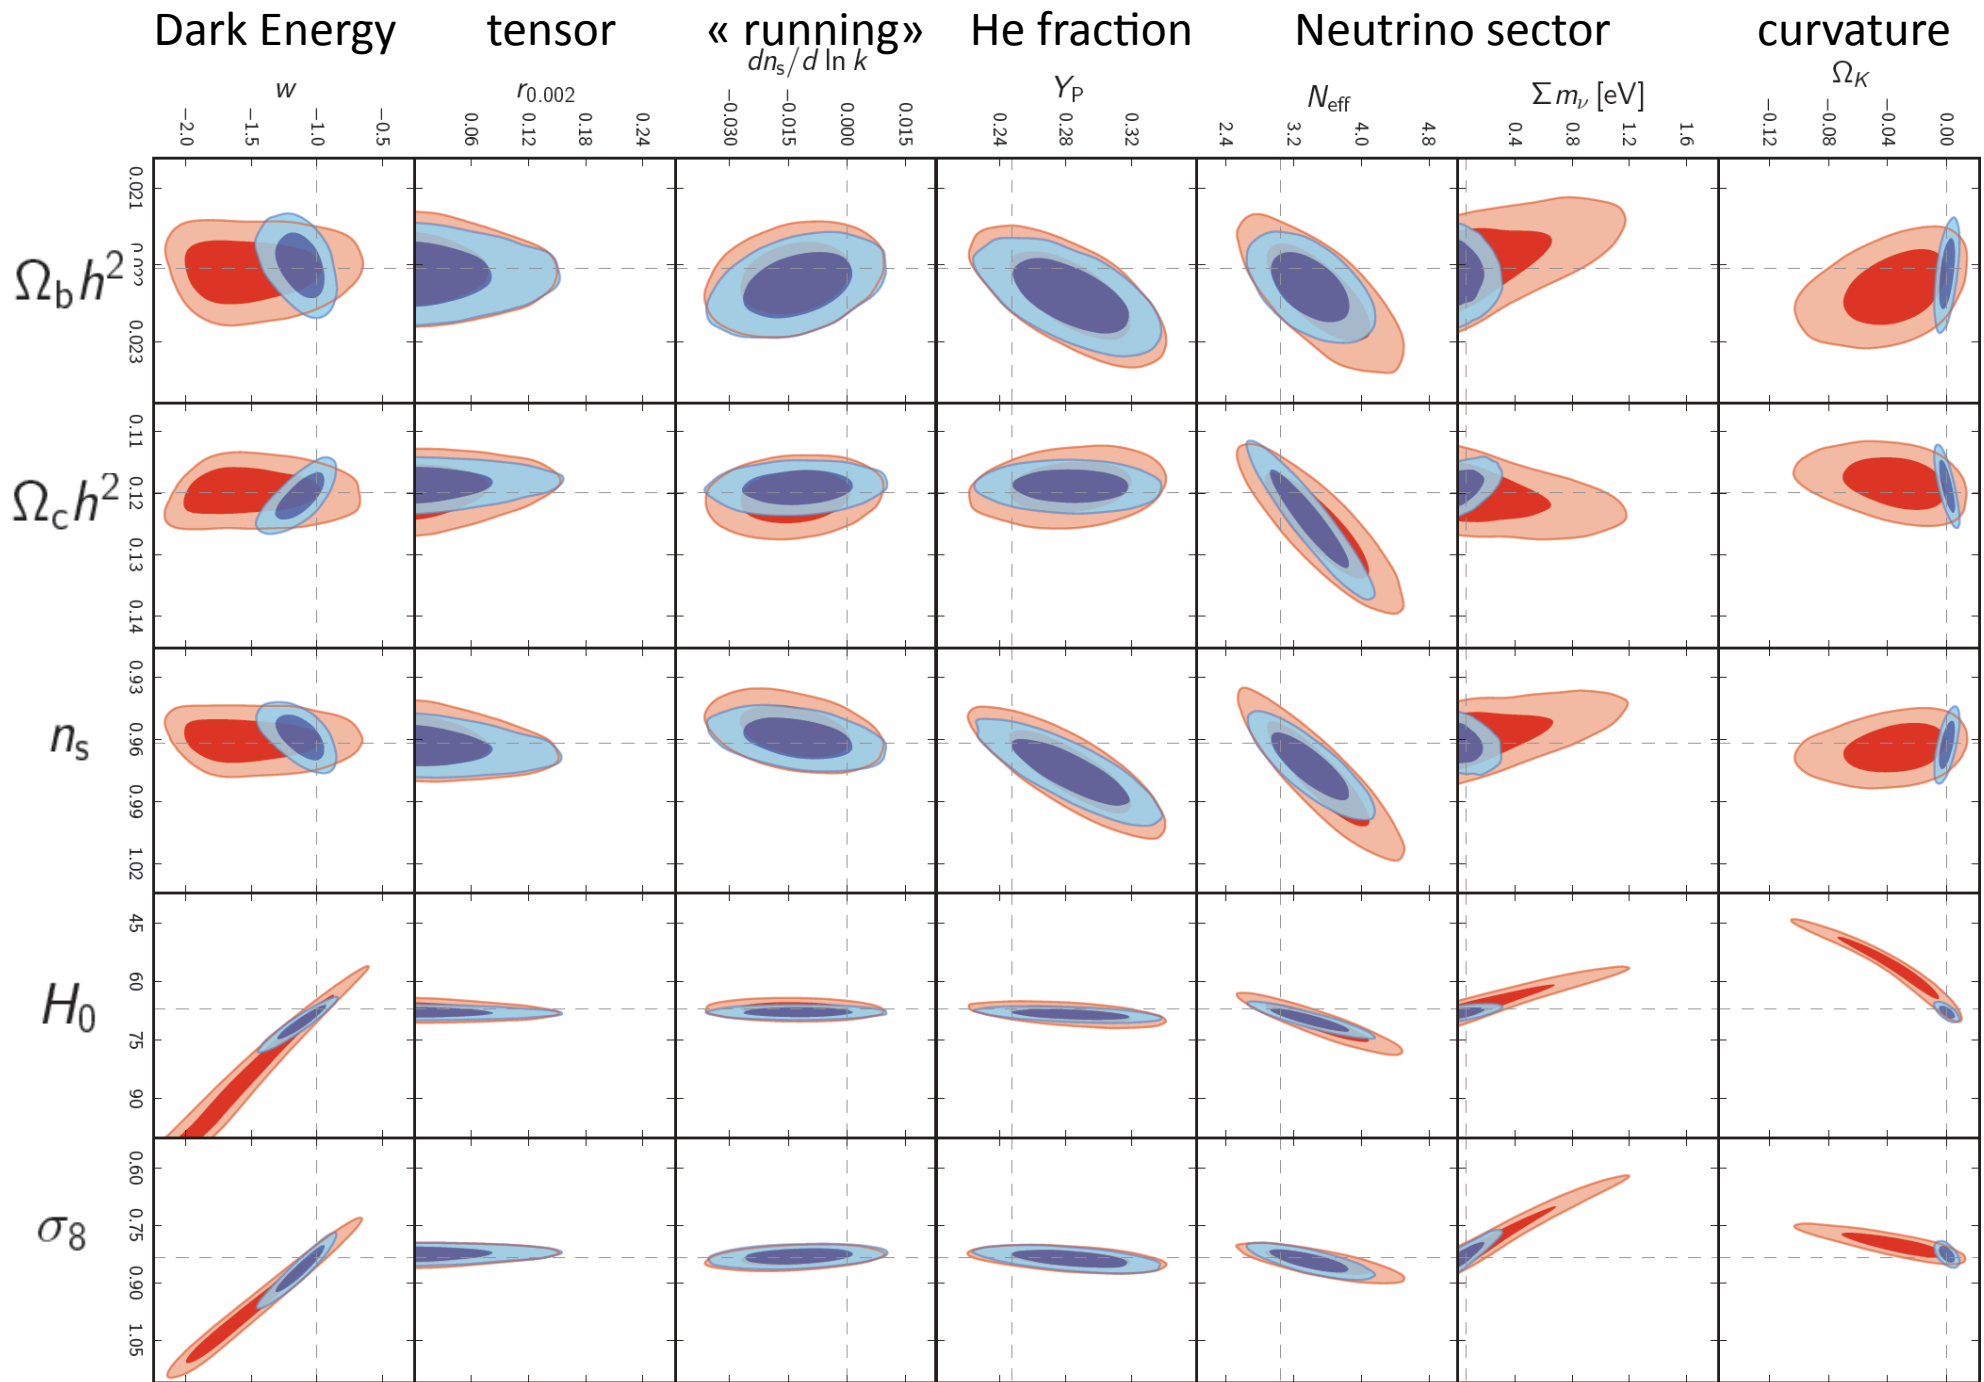 Dark Energy tensor « running» He fraction Neutrino sector curvature
w r0.002 dns/d ln k YP Neff Σmν [eV] ΩK
−2.0 −1.5 −1.0 −0.5 0.06 0.12 0.18 0.24 −0.030 −0.015 0.000 0.015 0.24 0.28 0.32 2.4 3.2 4.0 4.8 0.4 0.8 1.2 1.6 −0.12 −0.08 −0.04 0.00
Ωbh²
0.021
0.023
Ωch²
0.11
0.12
0.13
0.14
ns
0.93
0.96
0.99
1.02
H0
45
60
75
90
σ8
0.60
0.75
0.90
1.05